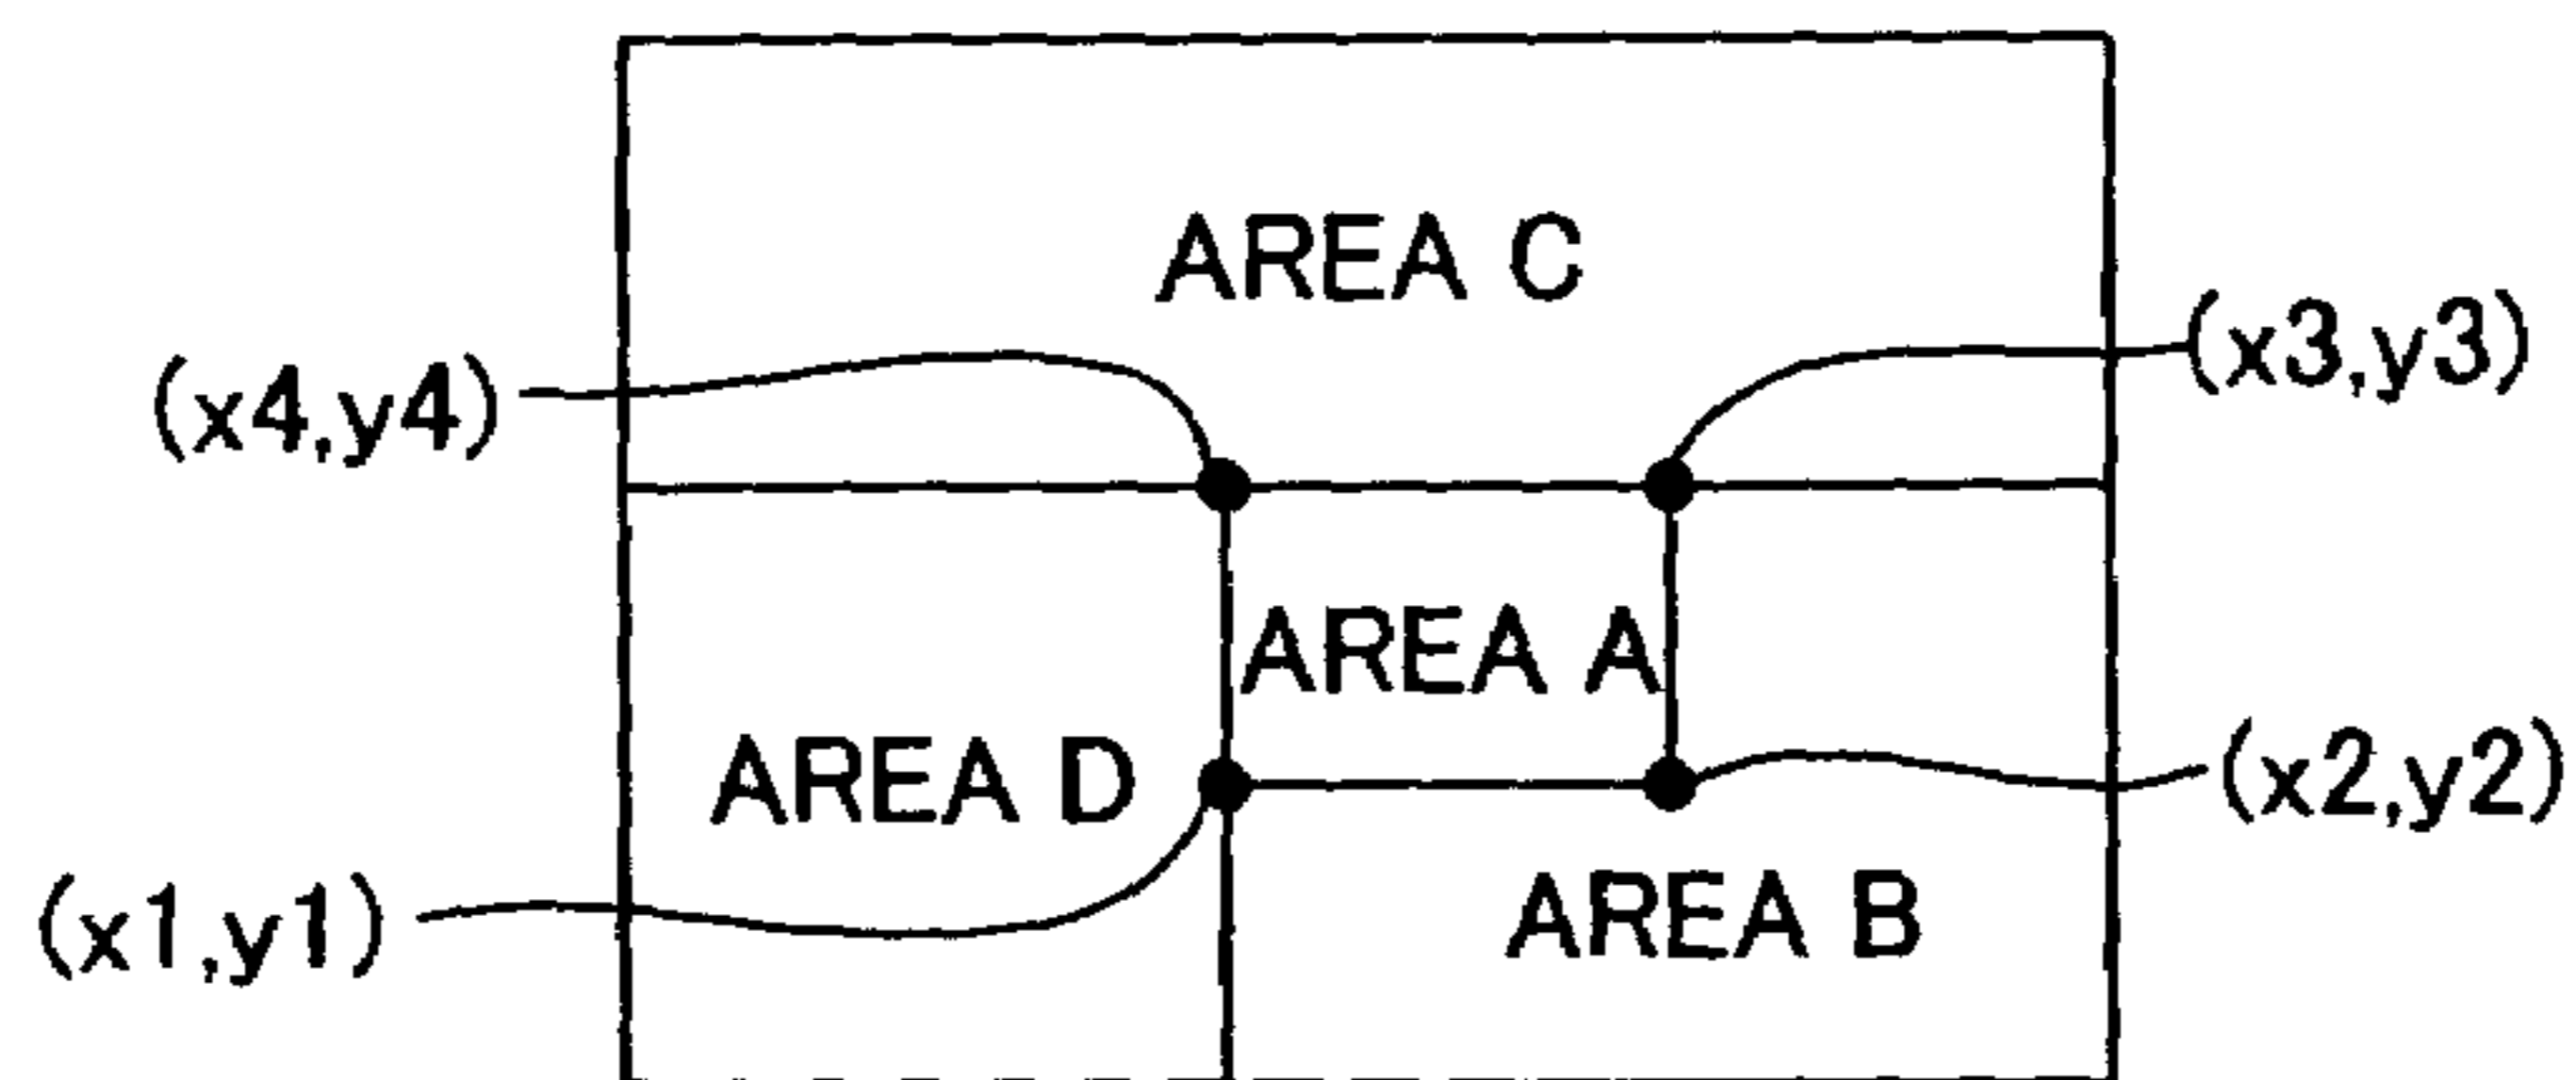 AREA C
(x3,y3)
(x4,y4)
AREA A
AREA D
(x2,y2)
AREA B
(x1,y1)